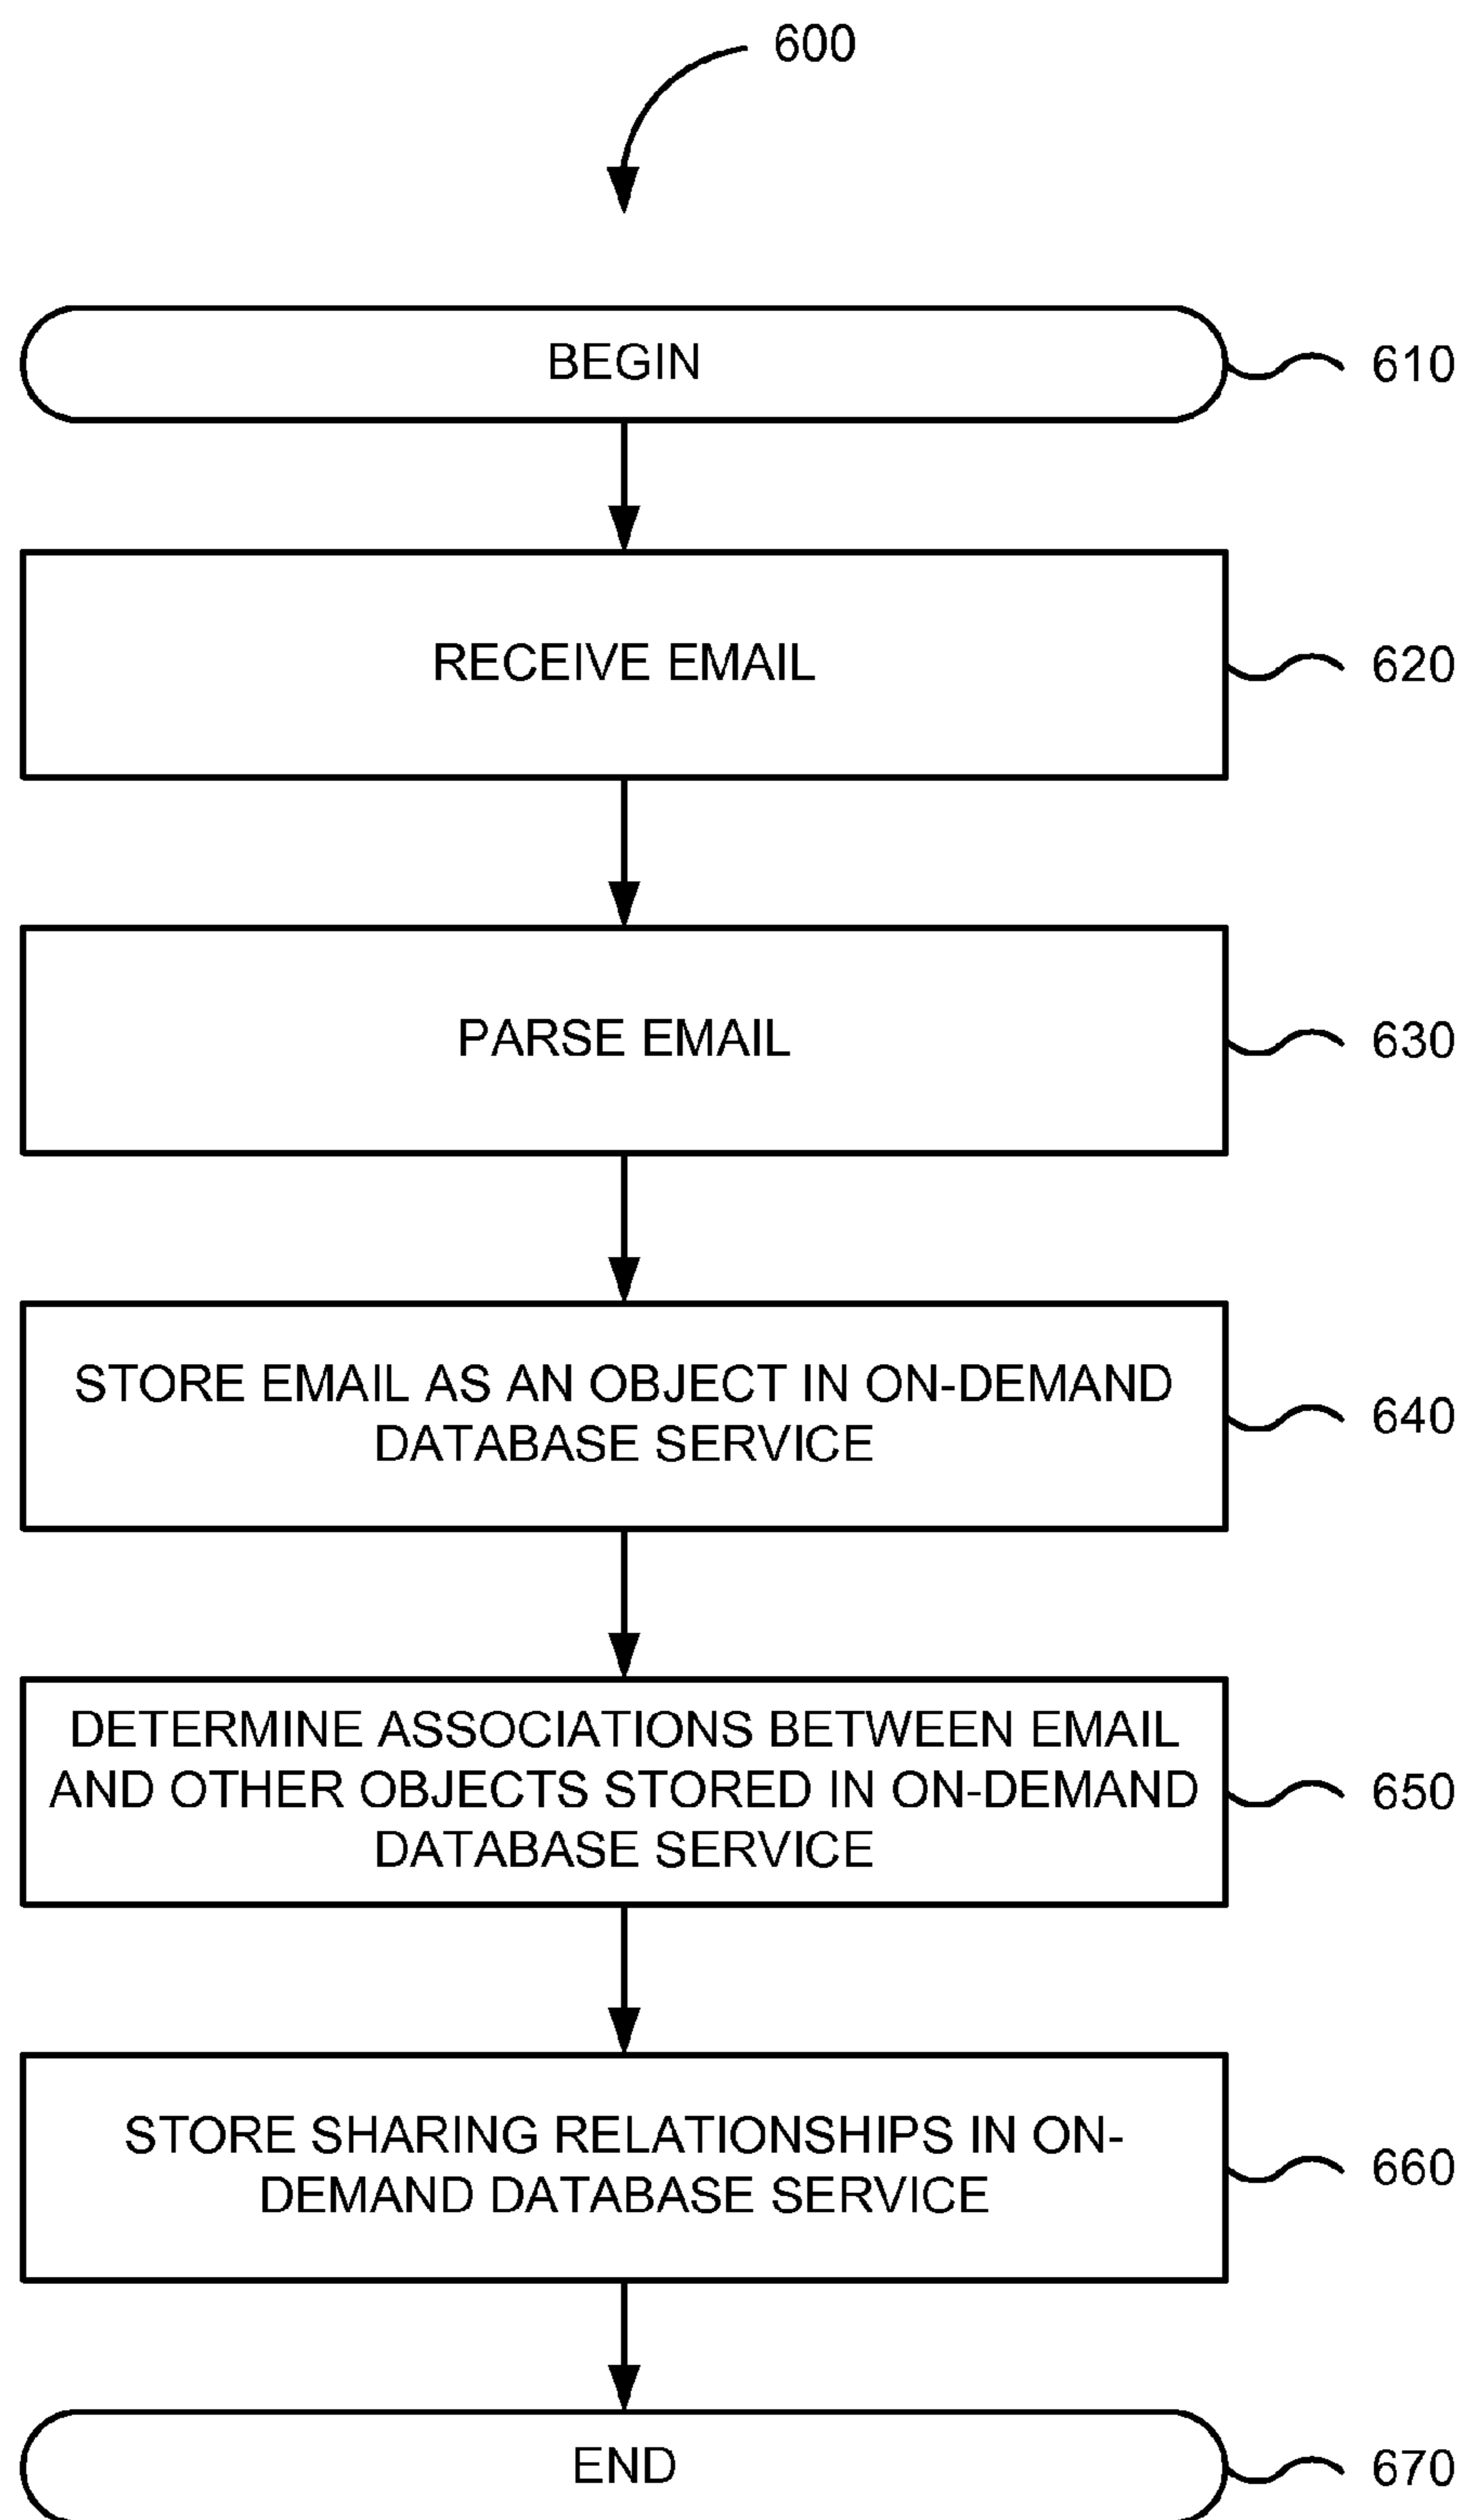 600
BEGIN
610
RECEIVE EMAIL
620
PARSE EMAIL
630
STORE EMAIL AS AN OBJECT IN ON-DEMAND
DATABASE SERVICE
640
DETERMINE ASSOCIATIONS BETWEEN EMAIL
AND OTHER OBJECTS STORED IN ON-DEMAND
DATABASE SERVICE
650
STORE SHARING RELATIONSHIPS IN ON-
DEMAND DATABASE SERVICE
660
END
670